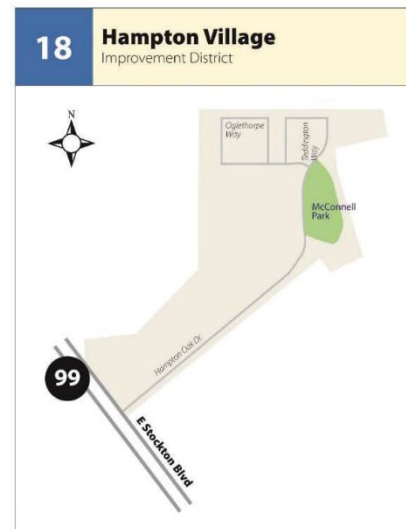 18
Hampton Village
Improvement District
N
Oglethorpe
Way
Teddington
Way
McConnell
Park
Hampton Oak Dr.
99
E Stockton Blvd